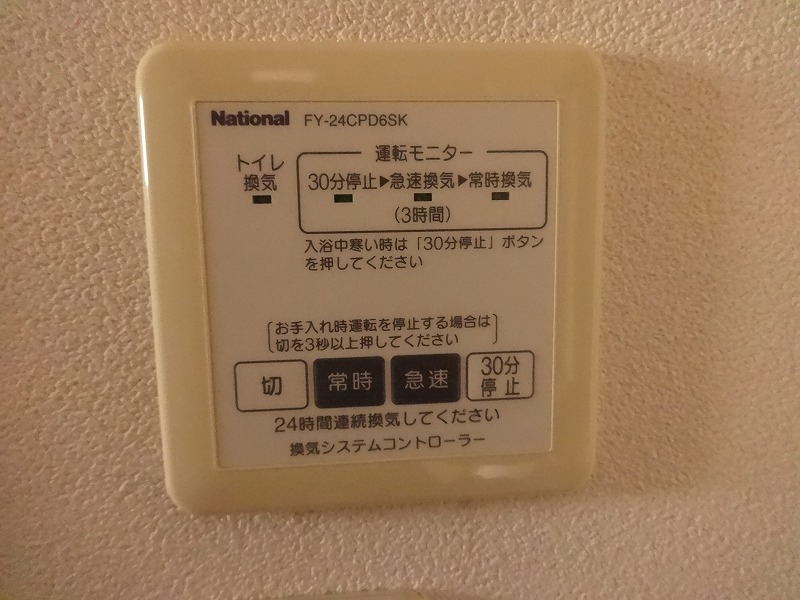 National FY-24CPD6SK
運転モニター
トイレ
換気
30分停止▶急速換気▶常時換気
(3時間)
入浴中寒い時は「30分停止」ボタン
を押してください
お手入れ時運転を停止する場合は
切を3秒以上押してください
切 常時 急速 30分
停止
24時間連続換気してください
換気システムコントローラー